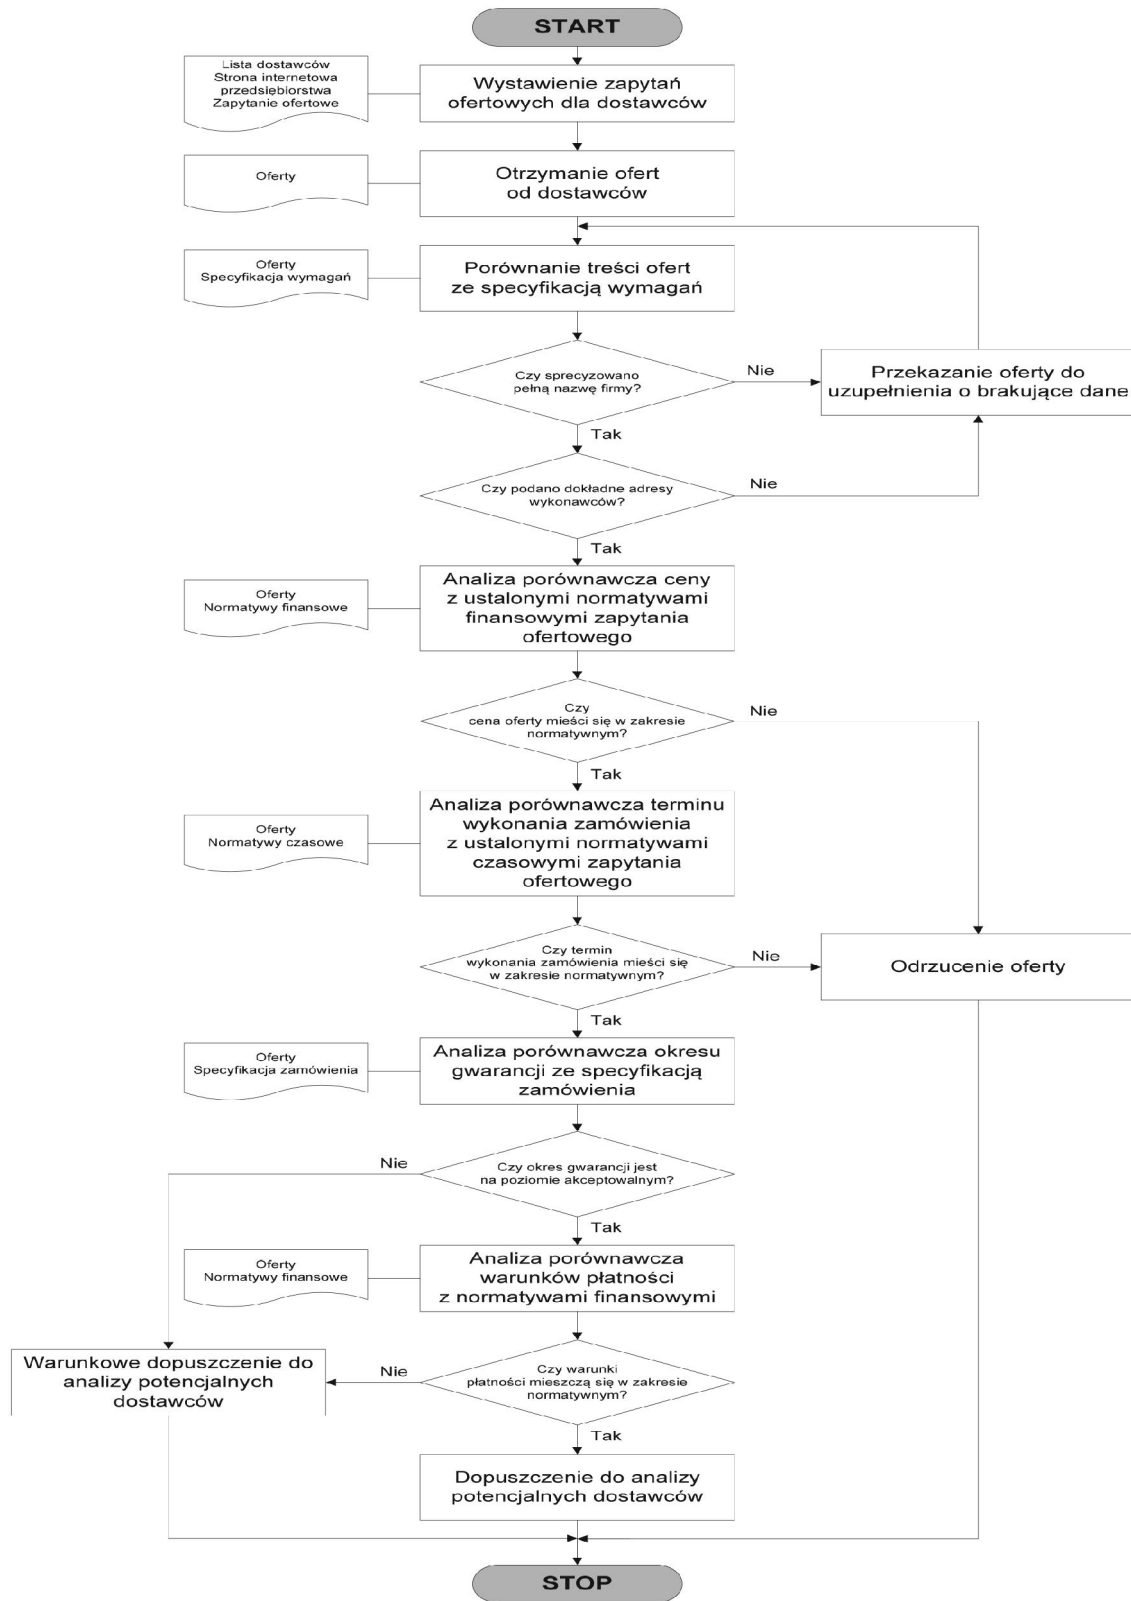 START
Lista dostawców
Strona internetowa
przedsiębiorstwa
Zapytanie ofertowe
Wystawienie zapytań
ofertowych dla dostawców
Oferty
Otrzymanie ofert
od dostawców
Oferty
Specyfikacja wymagań
Porównanie treści ofert
ze specyfikacją wymagań
Czy sprecyzowano
pełną nazwę firmy?
Nie
Przekazanie oferty do
uzupełnienia o brakujące dane
Tak
Czy podano dokładne adresy
wykonawców?
Nie
Tak
Oferty
Normatywy finansowe
Analiza porównawcza ceny
z ustalonymi normatywami
finansowymi zapytania
ofertowego
Czy
cena oferty mieści się w zakresie
normatywnym?
Nie
Tak
Oferty
Normatywy czasowe
Analiza porównawcza terminu
wykonania zamówienia
z ustalonymi normatywami
czasowymi zapytania
ofertowego
Czy termin
wykonania zamówienia mieści się
w zakresie normatywnym?
Nie
Odrzucenie oferty
Tak
Oferty
Specyfikacja zamówienia
Analiza porównawcza okresu
gwarancji ze specyfikacją
zamówienia
Nie
Czy okres gwarancji jest
na poziomie akceptowalnym?
Tak
Oferty
Normatywy finansowe
Analiza porównawcza
warunków płatności
z normatywami finansowymi
Warunkowe dopuszczenie do
analizy potencjalnych
dostawców
Nie
Czy warunki
płatności mieszczą się w zakresie
normatywnym?
Tak
Dopuszczenie do analizy
potencjalnych dostawców
STOP